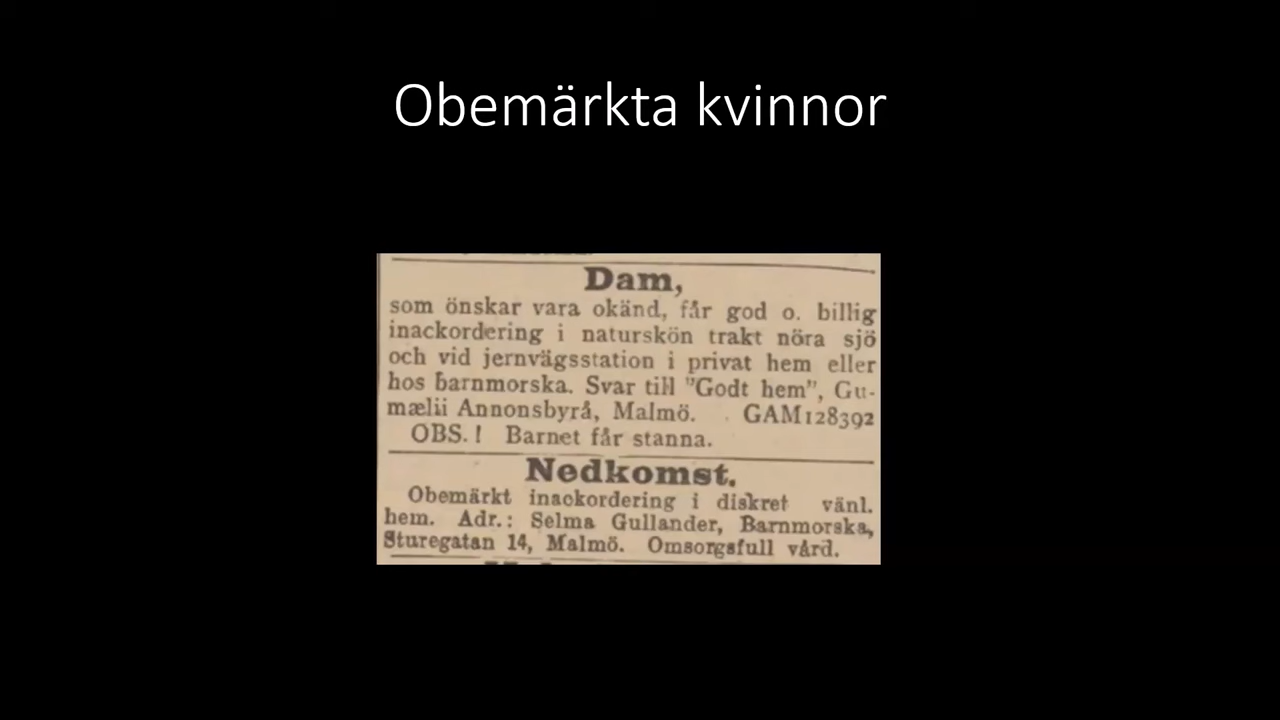 Obemärkta kvinnor
Dam,
som önskar vara okänd, får god o. billig
inackordering i naturskön trakt nöra sjö
och vid jernvägsstation i privat hem eller
hos barnmorska. Svar till "Godt hem", Gu-
mælii Annonsbyrå, Malmö. GAM128392
OBS.! Barnet får stanna.
Nedkomst.
Obemärkt inackordering i diskret vänl.
hem. Adr.: Selma Gullander, Barnmorska,
Sturegatan 14, Malmö. Omsorgsfull vård.